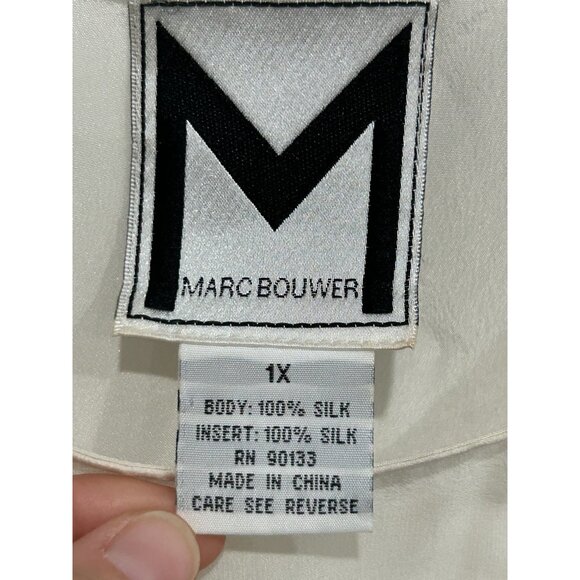 M
MARC BOUWER
1X
BODY: 100% SILK
INSERT: 100% SILK
RN 90133
MADE IN CHINA
CARE SEE REVERSE